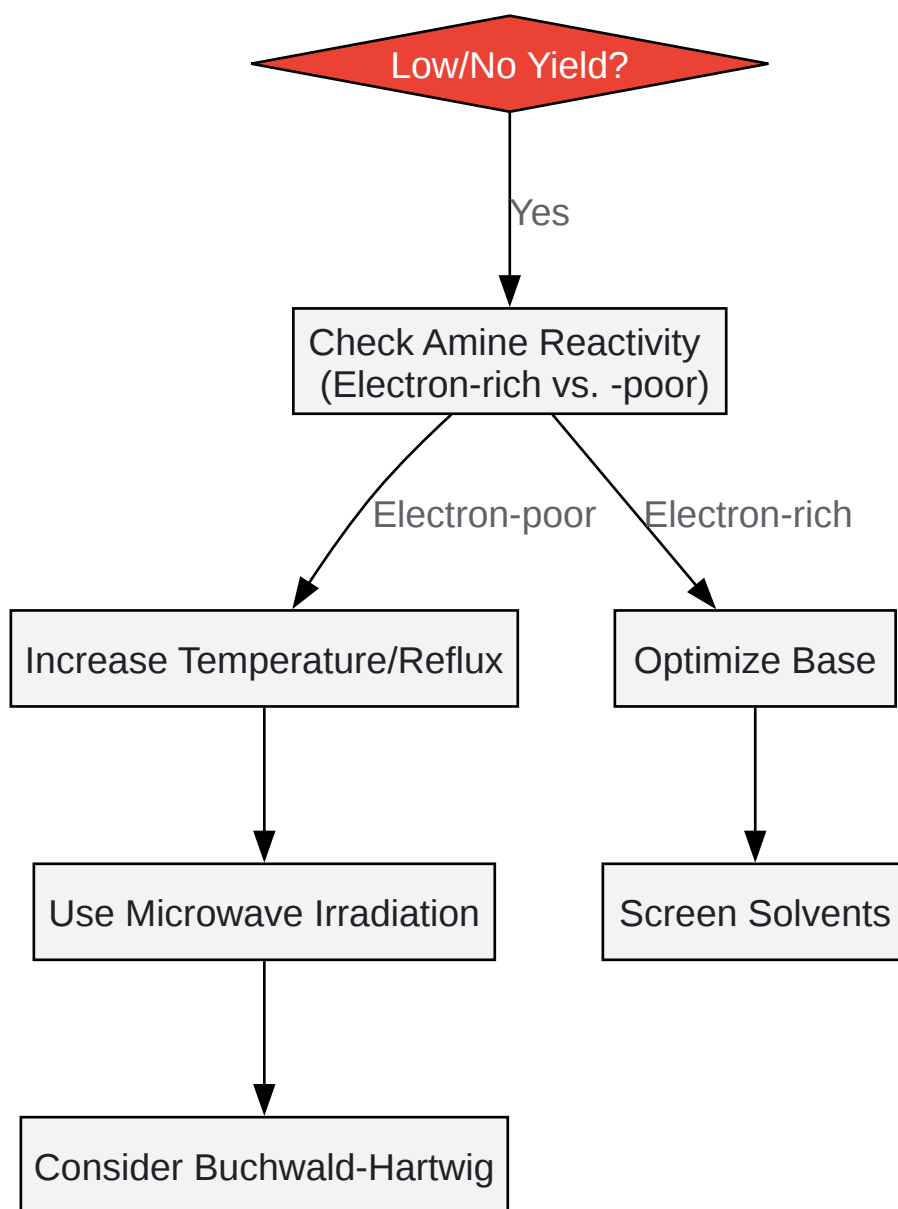 Low/No Yield?
Yes
Check Amine Reactivity
(Electron-rich vs. -poor)
Electron-poor
Electron-rich
Increase Temperature/Reflux
Optimize Base
Use Microwave Irradiation
Screen Solvents
Consider Buchwald-Hartwig